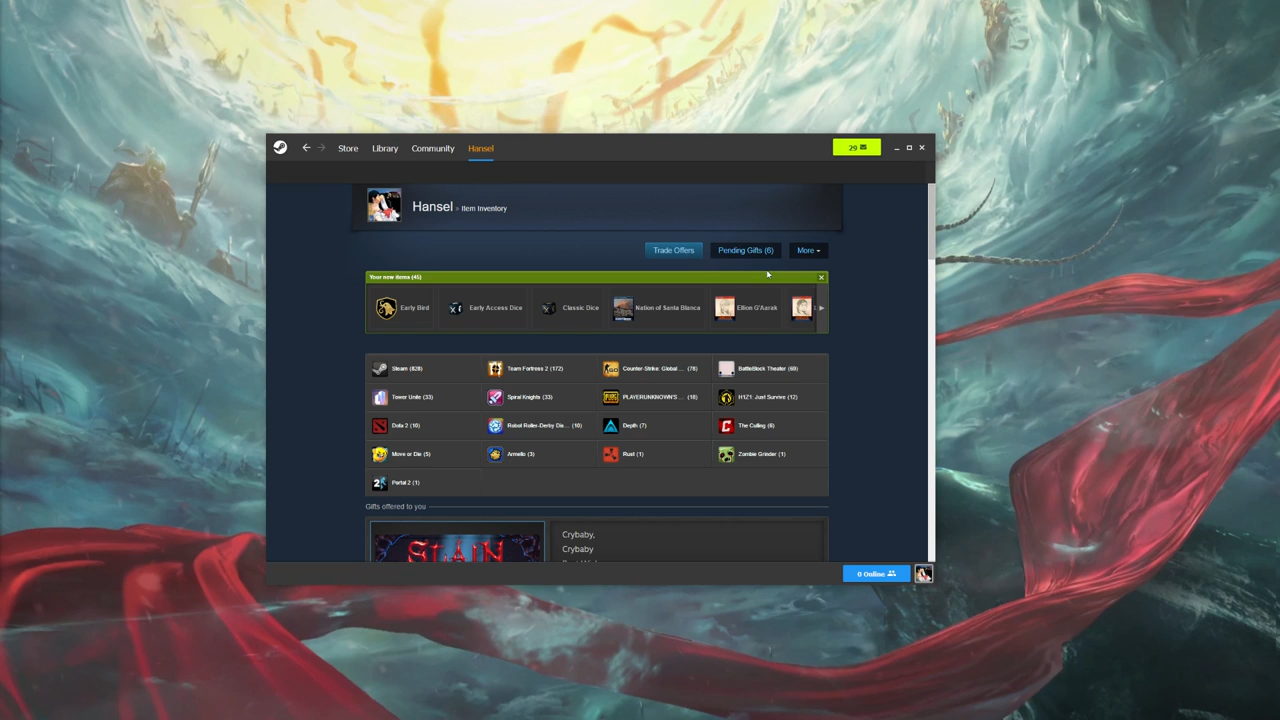 Store Library Community Hansel 29
Hansel » Item Inventory
Trade Offers Pending Gifts (6) More
Your new items (45)
Early Bird Early Access Dice Classic Dice Nation of Santa Blanca Ellion G'Aarak
Steam (828) Team Fortress 2 (172) Counter-Strike: Global ... (78) BattleBlock Theater (69)
Tower Unite (33) Spiral Knights (33) PLAYERUNKNOWN'S ... (18) H1Z1: Just Survive (12)
Dota 2 (10) Robot Roller-Derby Dis... (10) Depth (7) The Culling (6)
Move or Die (5) Armello (3) Rust (1) Zombie Grinder (1)
Portal 2 (1)
Gifts offered to you
SLAIN
Crybaby,
Crybaby
0 Online